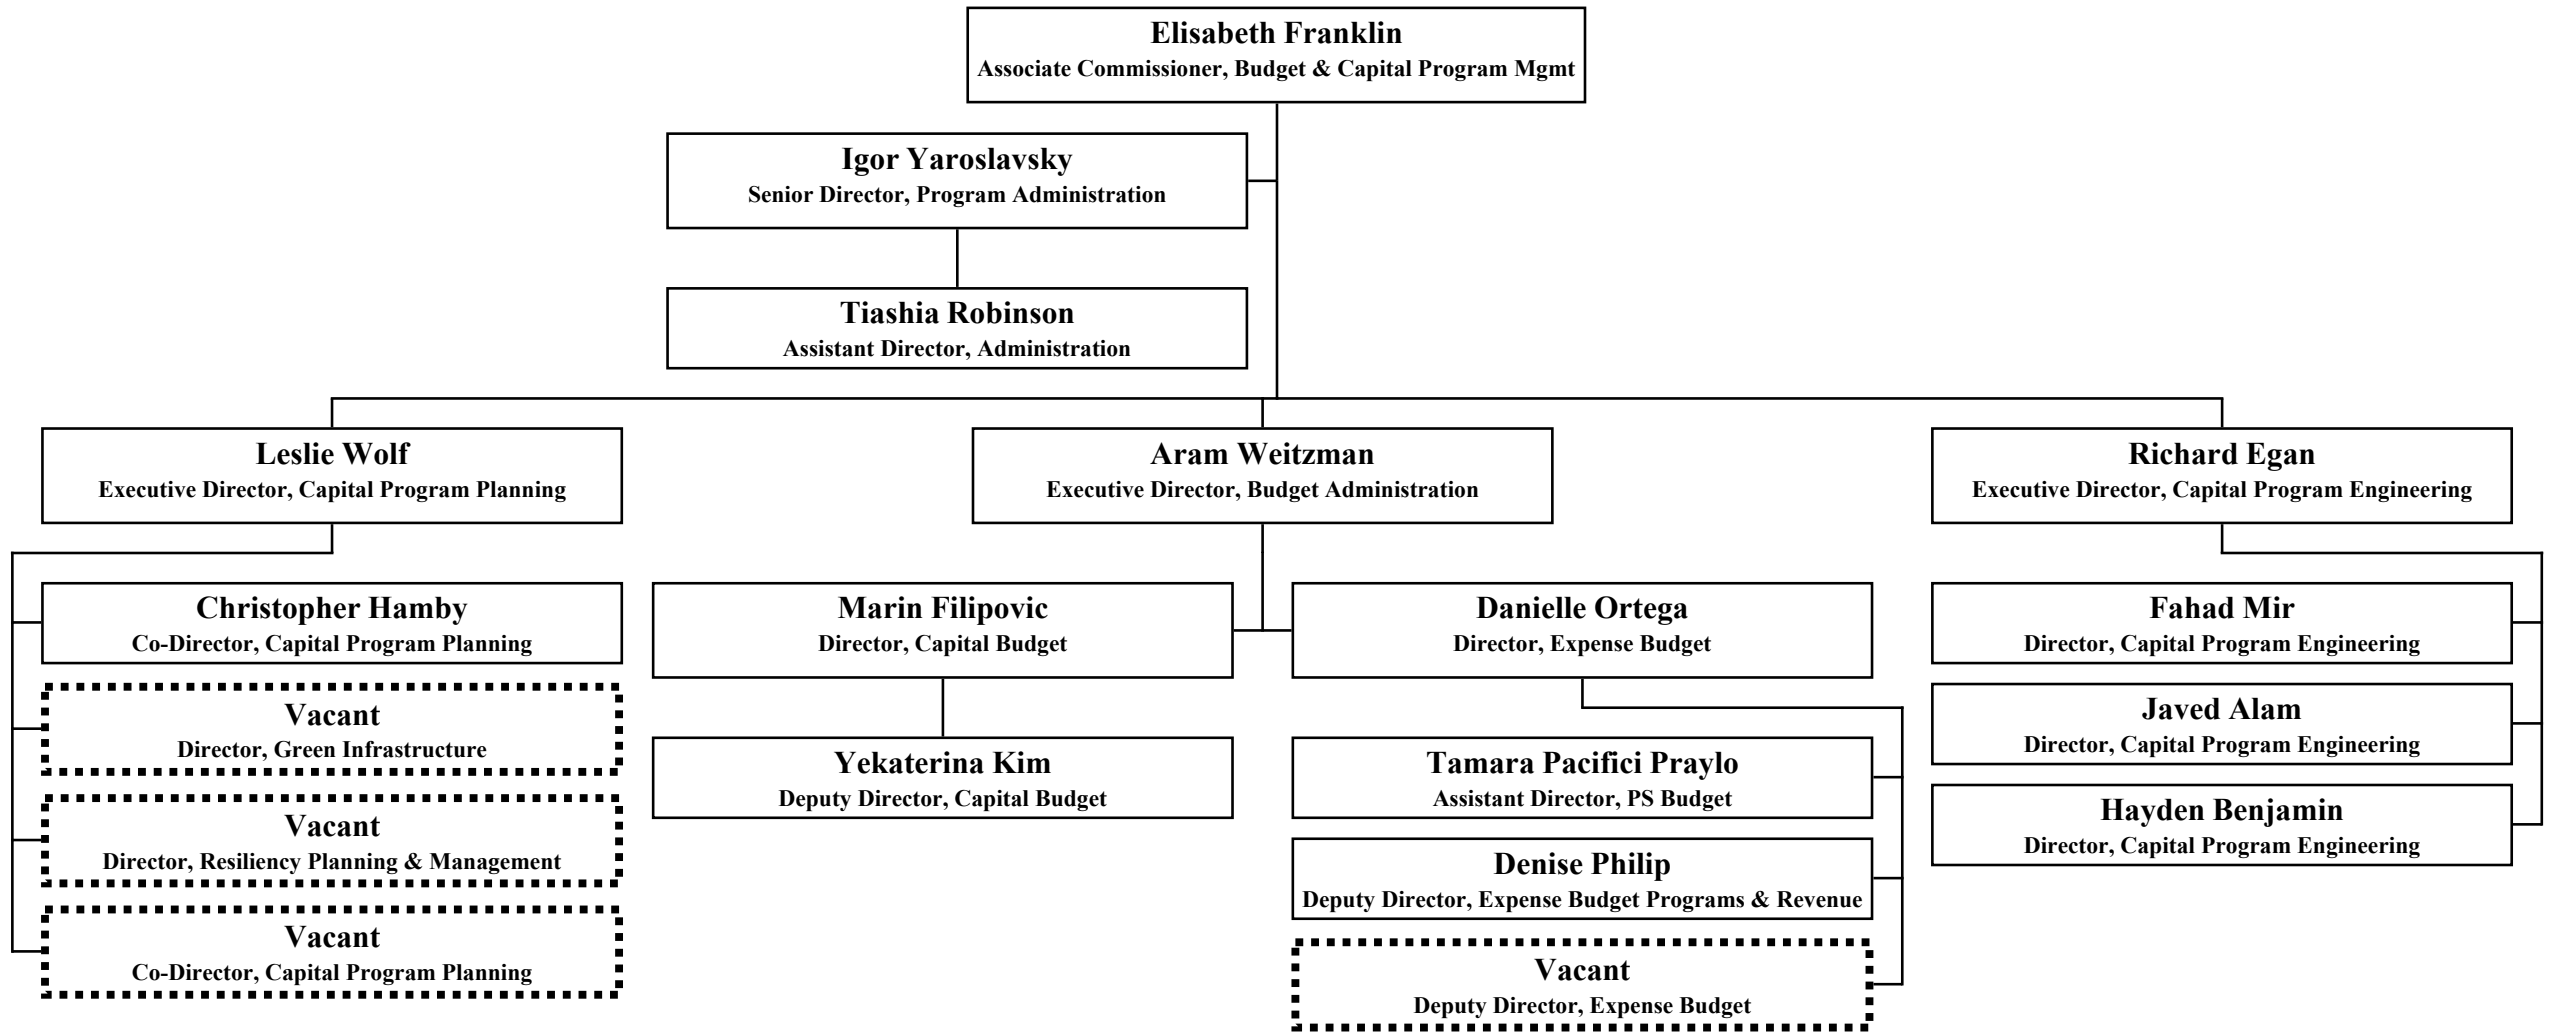 Elisabeth Franklin
Associate Commissioner, Budget & Capital Program Mgmt
Igor Yaroslavsky
Senior Director, Program Administration
Tiashia Robinson
Assistant Director, Administration
Leslie Wolf
Executive Director, Capital Program Planning
Aram Weitzman
Executive Director, Budget Administration
Richard Egan
Executive Director, Capital Program Engineering
Christopher Hamby
Co-Director, Capital Program Planning
Vacant
Director, Green Infrastructure
Vacant
Director, Resiliency Planning & Management
Vacant
Co-Director, Capital Program Planning
Marin Filipovic
Director, Capital Budget
Yekaterina Kim
Deputy Director, Capital Budget
Danielle Ortega
Director, Expense Budget
Tamara Pacifici Praylo
Assistant Director, PS Budget
Denise Philip
Deputy Director, Expense Budget Programs & Revenue
Vacant
Deputy Director, Expense Budget
Fahad Mir
Director, Capital Program Engineering
Javed Alam
Director, Capital Program Engineering
Hayden Benjamin
Director, Capital Program Engineering